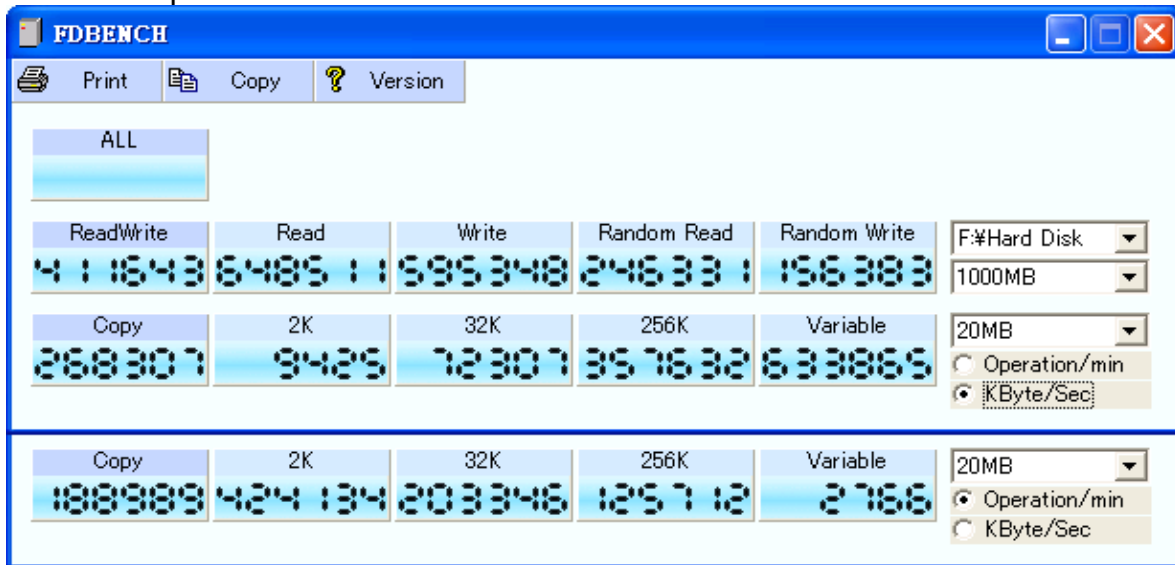 FDBENCH
Print Copy Version
ALL
ReadWrite Read Write Random Read Random Write F:¥Hard Disk
411643 648511 595348 246331 156383 1000MB
Copy 2K 32K 256K Variable 20MB
268307 9425 72307 357632 633865 Operation/min
KByte/Sec
Copy 2K 32K 256K Variable 20MB
188989 424134 203346 125712 2766 Operation/min
KByte/Sec